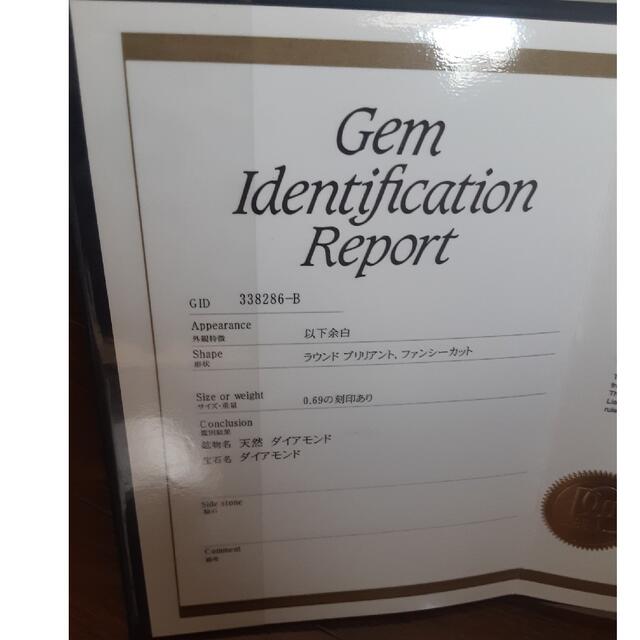 Gem
Identification
Report
GID 338286-B
Appearance 以下余白
外観特徴
Shape ラウンド ブリリアント、ファンシーカット
形状
Size or weight 0.69の刻印あり
サイズ・重量
Conclusion
鑑別結果
鉱物名 天然 ダイアモンド
宝石名 ダイアモンド
Side stone
脇石
Comment
備考